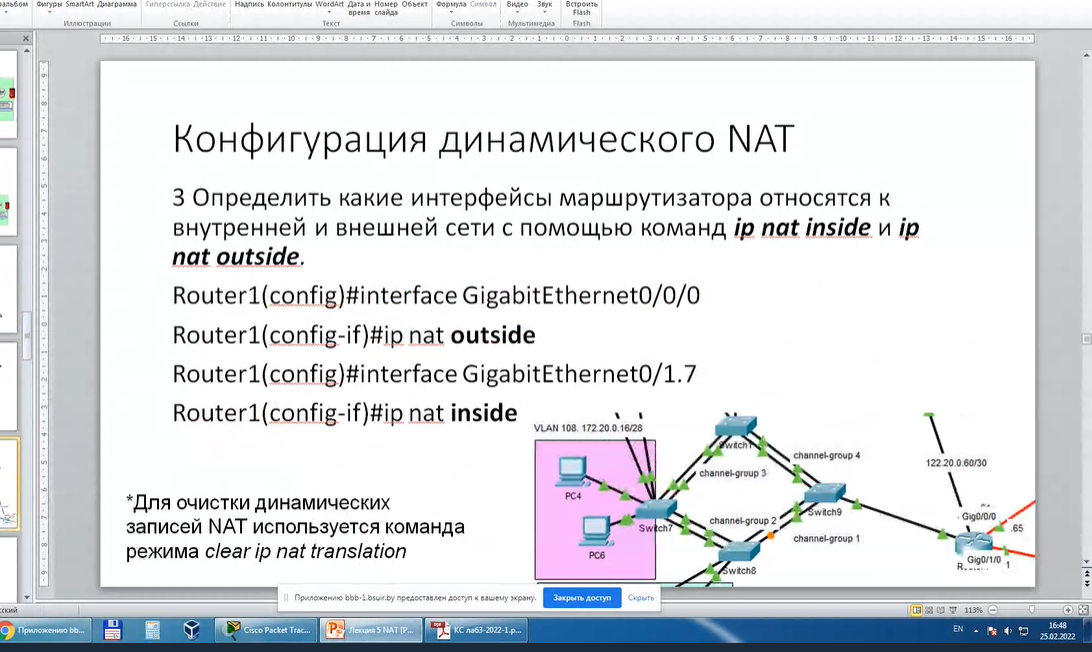 Фигуры SmartArt Диаграмма
Гиперссылка Действие
Надпись Колонтитулы WordArt Дата и время Номер слайда Объект
Формула Символ
Видео Звук
Встроить Flash
Иллюстрации
Ссылки
Текст
Символы
Мультимедиа
Flash
Конфигурация динамического NAT
3 Определить какие интерфейсы маршрутизатора относятся к
внутренней и внешней сети с помощью команд ip nat inside и ip
nat outside.
Router1(config)#interface GigabitEthernet0/0/0
Router1(config-if)#ip nat outside
Router1(config)#interface GigabitEthernet0/1.7
Router1(config-if)#ip nat inside
*Для очистки динамических
записей NAT используется команда
режима clear ip nat translation
VLAN 108. 172.20.0.16/28
PC4
PC6
Switch7
channel-group 3
channel-group 4
channel-group 2
Switch9
channel-group 1
Switch8
122.20.0.60/30
Gig0/0/0
.65
Gig0/1/0
1
Приложению bbb-1.bsuir.by предоставлен доступ к вашему экрану.
Закрыть доступ
Скрыть
113%
Приложению bb...
Cisco Packet Trac...
Лекция 5 NAT [P...
КС лаб3-2022-1.p...
EN
16:48
25.02.2022